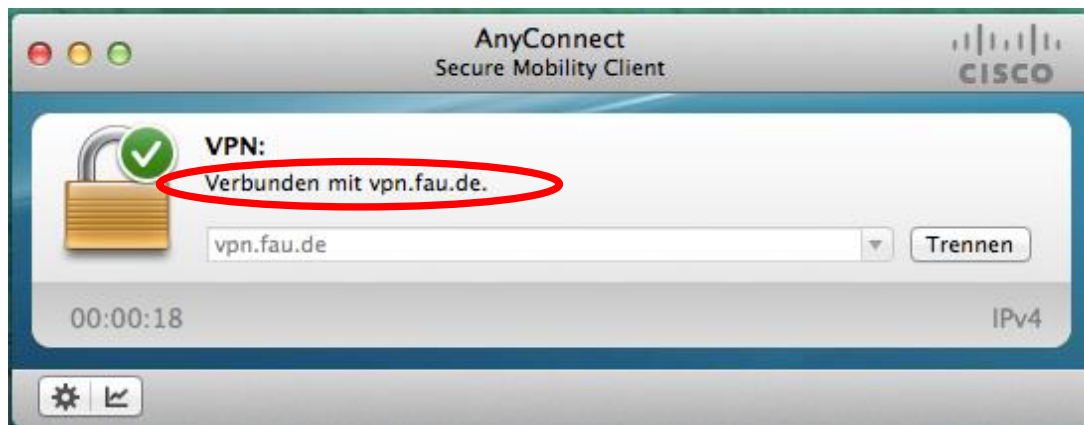 AnyConnect
Secure Mobility Client
CISCO
VPN:
Verbunden mit vpn.fau.de.
vpn.fau.de
Trennen
00:00:18
IPv4